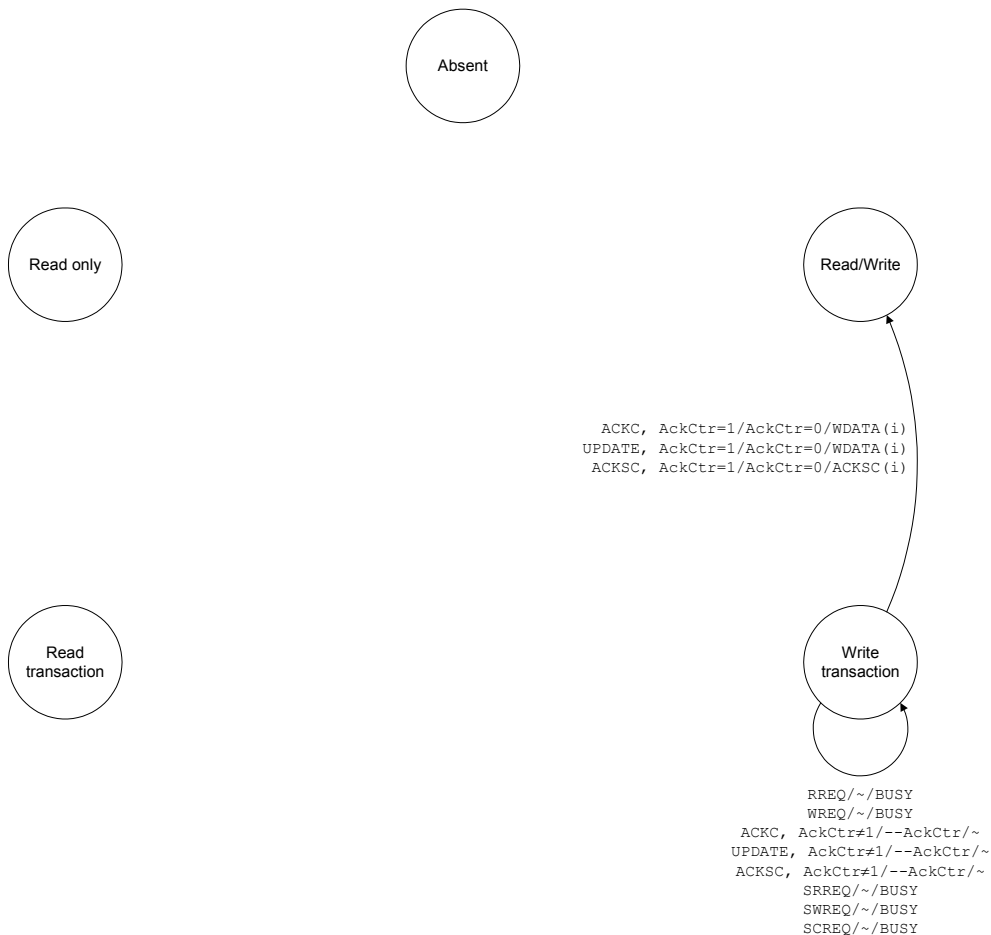 Absent
Read only
Read/Write
ACKC, AckCtr=1/AckCtr=0/WDATA(i)
UPDATE, AckCtr=1/AckCtr=0/WDATA(i)
ACKSC, AckCtr=1/AckCtr=0/ACKSC(i)
Read
transaction
Write
transaction
RREQ/~/BUSY
WREQ/~/BUSY
ACKC, AckCtr≠1/--AckCtr/~
UPDATE, AckCtr≠1/--AckCtr/~
ACKSC, AckCtr≠1/--AckCtr/~
SRREQ/~/BUSY
SWREQ/~/BUSY
SCREQ/~/BUSY